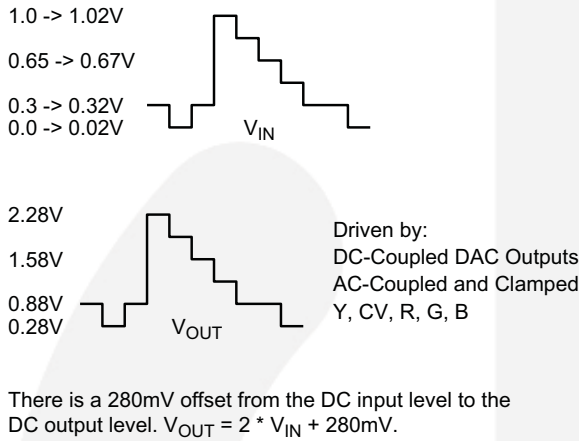 1.0 -> 1.02V
0.65 -> 0.67V
0.3 -> 0.32V
0.0 -> 0.02V
VIN
2.28V
1.58V
0.88V
0.28V
VOUT
Driven by:
DC-Coupled DAC Outputs
AC-Coupled and Clamped
Y, CV, R, G, B
There is a 280mV offset from the DC input level to the
DC output level. VOUT = 2 * VIN + 280mV.